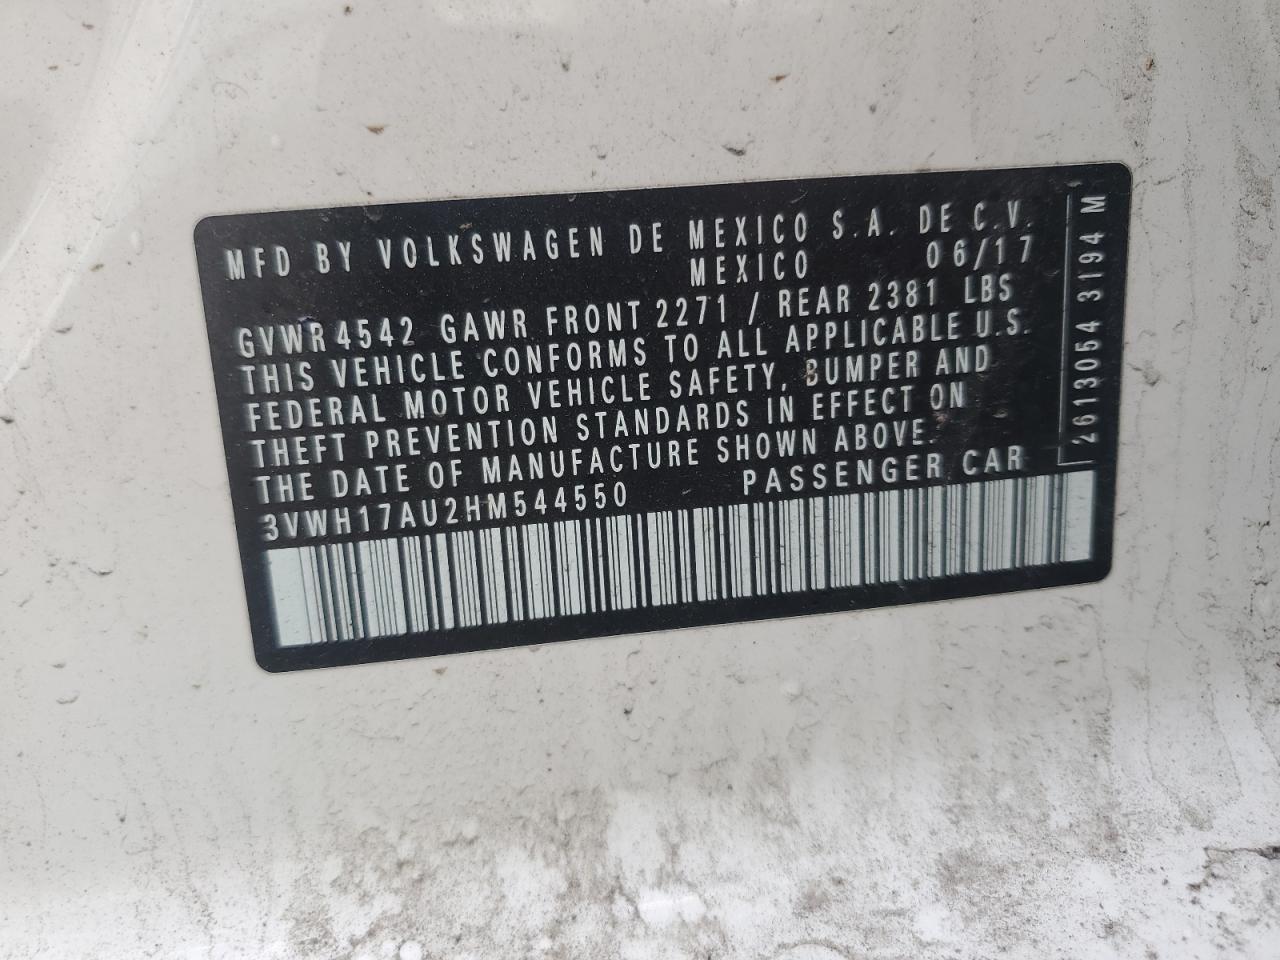 MFD BY VOLKSWAGEN DE MEXICO S.A. DE C.V.
MEXICO 06/17
GVWR 4542 GAWR FRONT 2271 / REAR 2381 LBS
THIS VEHICLE CONFORMS TO ALL APPLICABLE U.S.
FEDERAL MOTOR VEHICLE SAFETY, BUMPER AND
THEFT PREVENTION STANDARDS IN EFFECT ON
THE DATE OF MANUFACTURE SHOWN ABOVE.
3VWH17AU2HM544550 PASSENGER CAR
2613054 3194 M